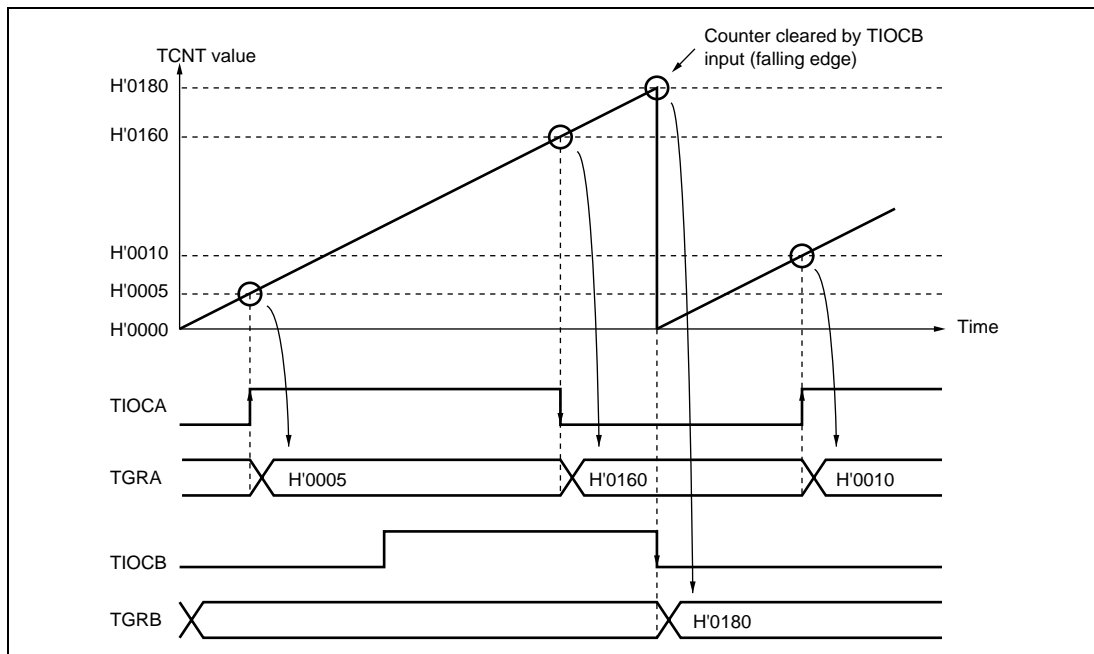 Counter cleared by TIOCB
input (falling edge)
TCNT value
H'0180
H'0160
H'0010
H'0005
H'0000
Time
TIOCA
TGRA
H'0005
H'0160
H'0010
TIOCB
TGRB
H'0180